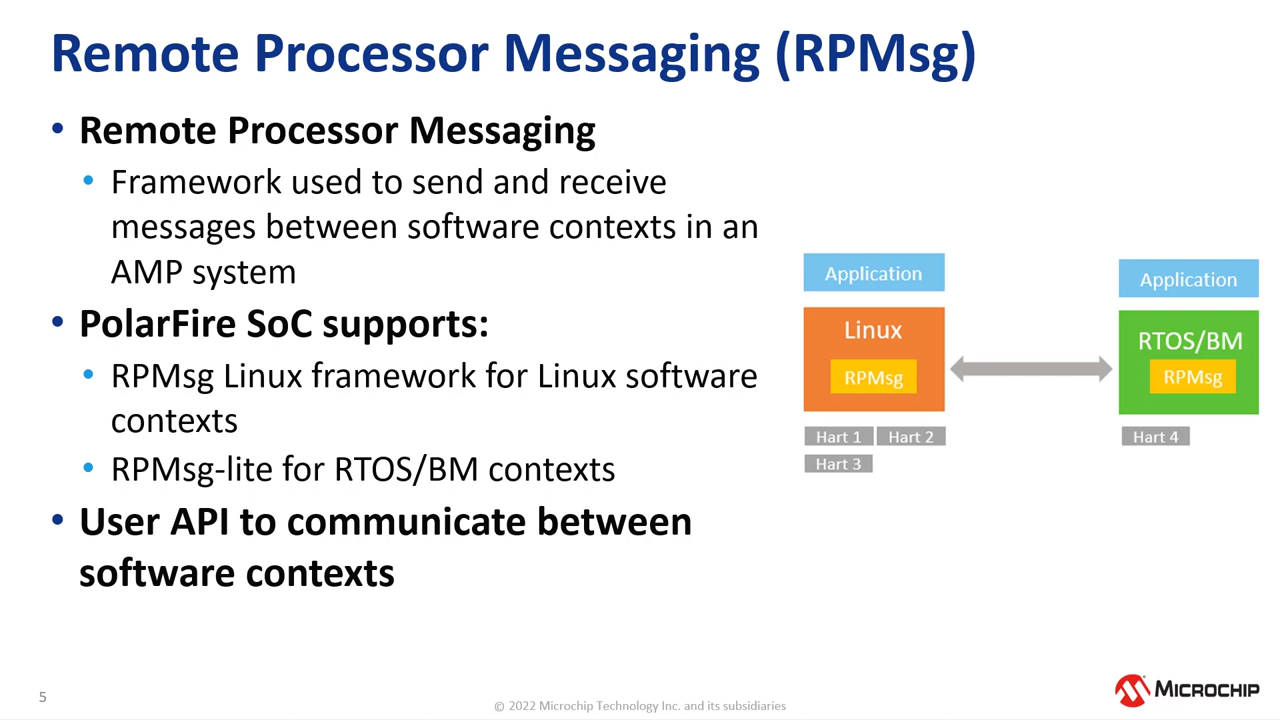 Remote Processor Messaging (RPMsg)
• Remote Processor Messaging
• Framework used to send and receive
messages between software contexts in an
AMP system
• PolarFire SoC supports:
• RPMsg Linux framework for Linux software
contexts
• RPMsg-lite for RTOS/BM contexts
• User API to communicate between
software contexts
Application
Linux
RPMsg
Hart 1 Hart 2
Hart 3
Application
RTOS/BM
RPMsg
Hart 4
5
© 2022 Microchip Technology Inc. and its subsidiaries
MICROCHIP